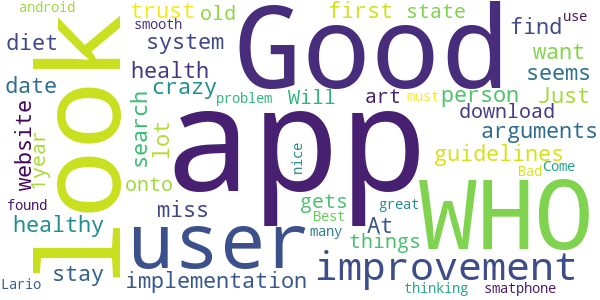 android
trust
old
first
state
use
diet
smooth
system
Good
find
want
look
health
seems
date
crazy
art
person
Just
problem
Will
must
download
website
1year
search
lot
app
arguments
nice
guidelines
onto
Bad
Come
found
miss
gets
Best
At
great
WHO
healthy
user
many
things
stay
improvement
Lario
implementation
thinking
smatphone